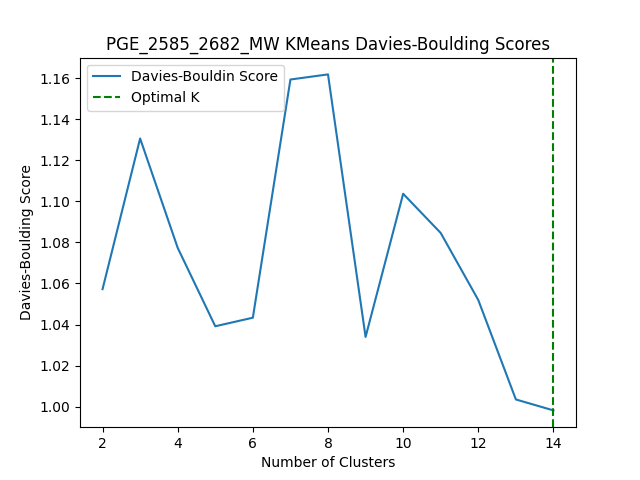 PGE_2585_2682_MW KMeans Davies-Boulding Scores
Davies-Bouldin Score
Optimal K
1.16
1.14
1.12
1.10
1.08
1.06
1.04
1.02
1.00
Davies-Boulding Score
2 4 6 8 10 12 14
Number of Clusters